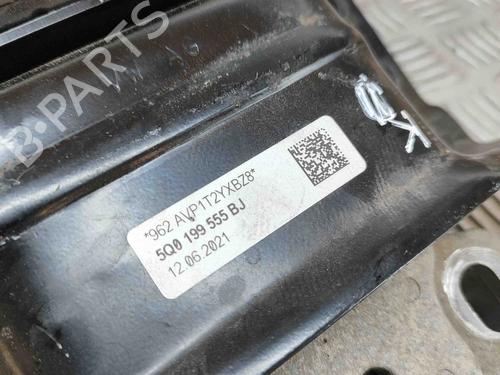 B-PARTS
*962 AVP1T2YXBZ8*
5Q0 199 555 BJ
12.06.2021